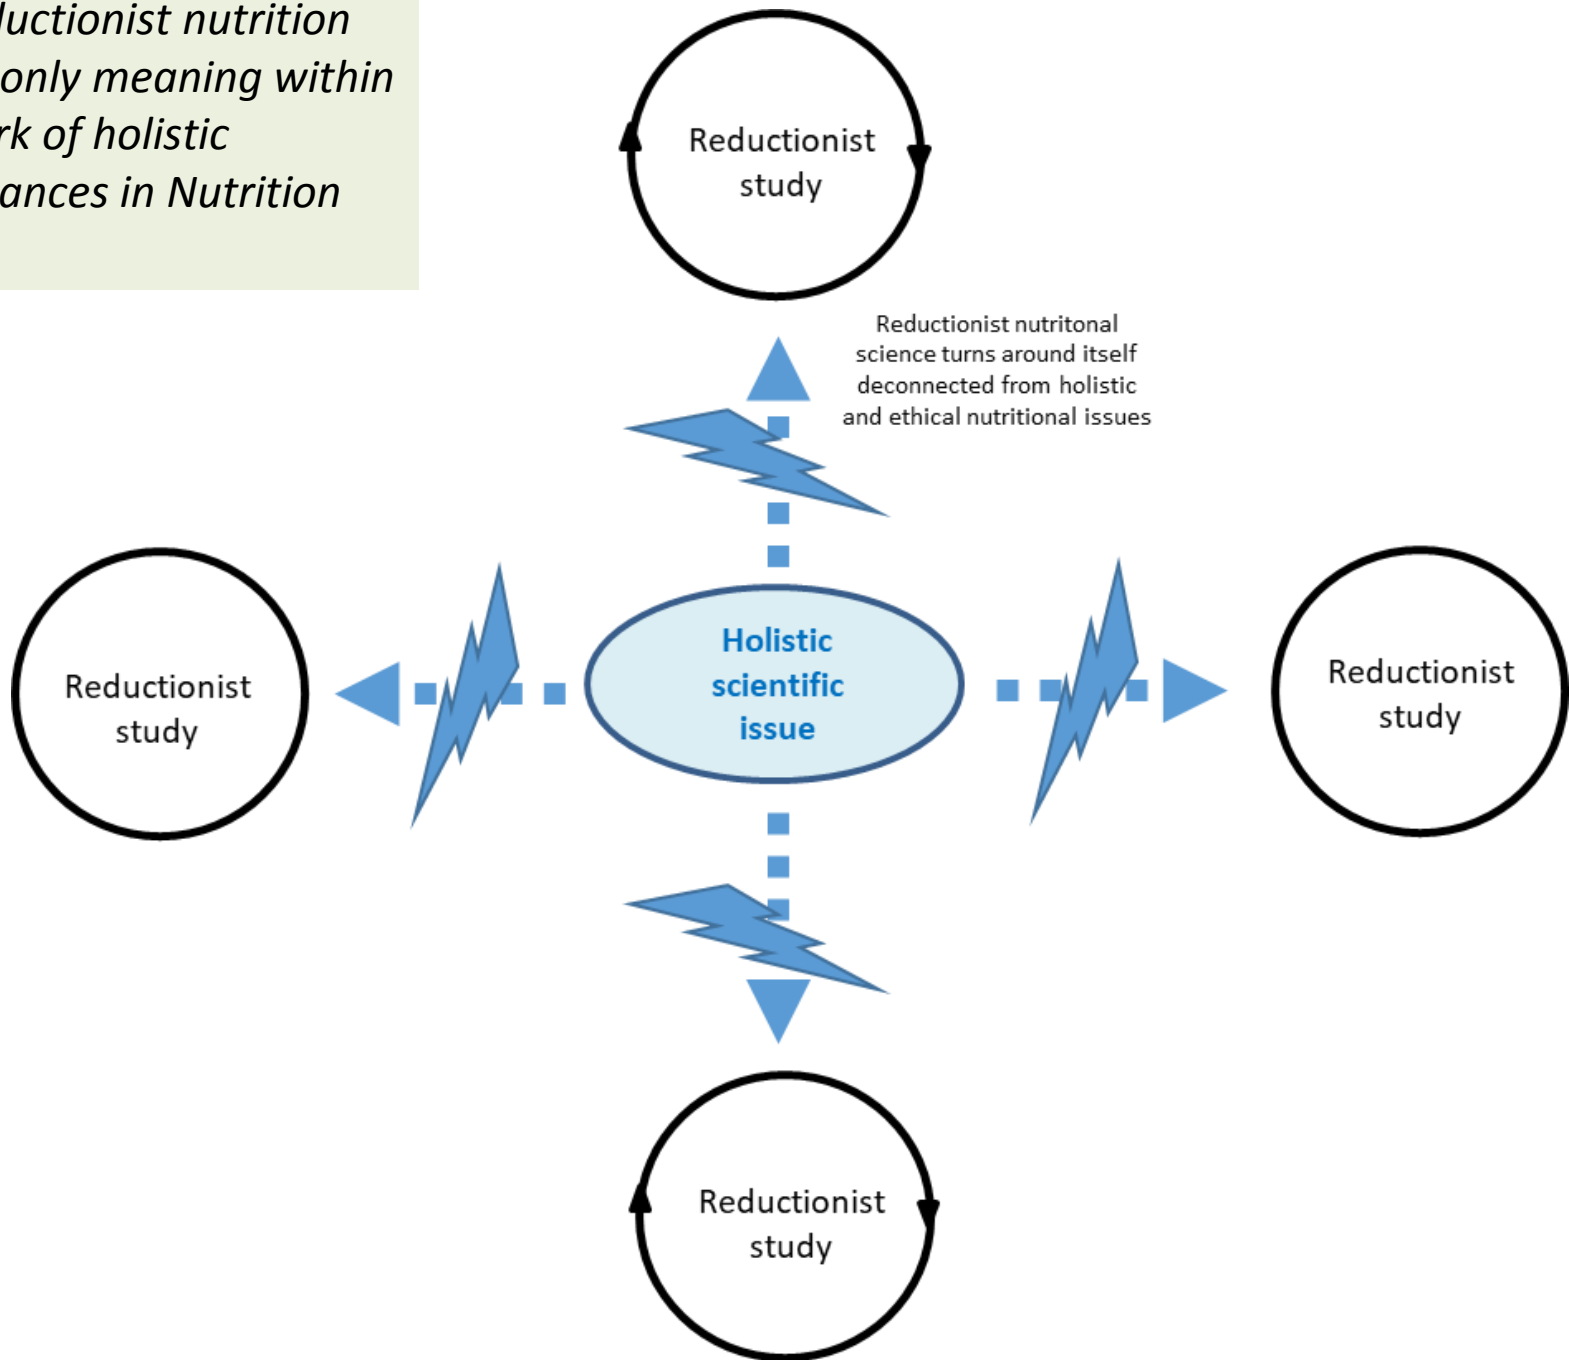 ductionist nutrition
only meaning within
rk of holistic
ances in Nutrition
Reductionist
study
Reductionist nutritonal
science turns around itself
deconnected from holistic
and ethical nutritional issues
Holistic
scientific
issue
Reductionist
study
Reductionist
study
Reductionist
study